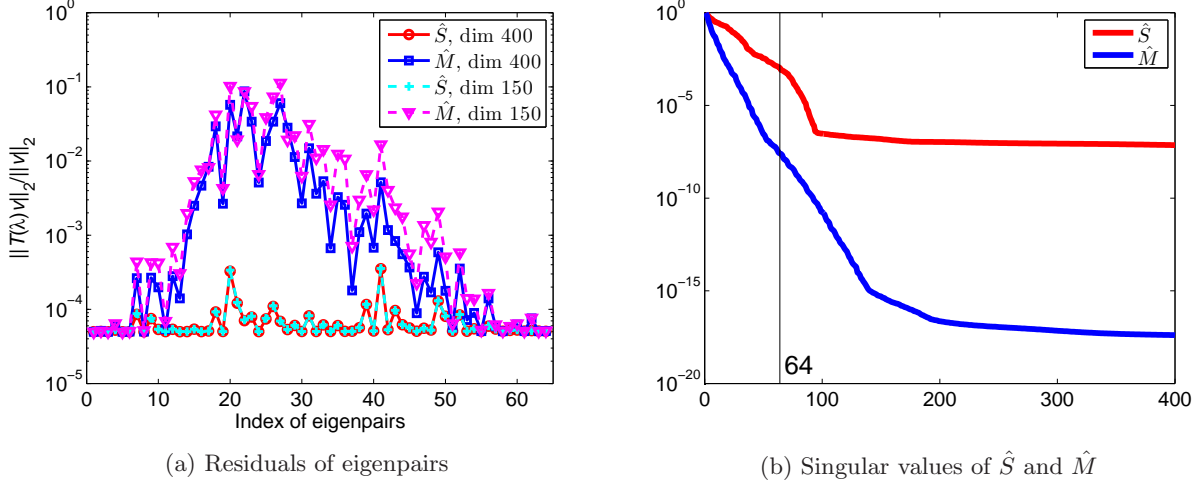 10^0
10^{-1}
10^{-2}
10^{-3}
10^{-4}
10^{-5}
||T(λ)v||_2/||v||_2
0 10 20 30 40 50 60
Index of eigenpairs
Ŝ, dim 400
M̂, dim 400
Ŝ, dim 150
M̂, dim 150
(a) Residuals of eigenpairs
10^0
10^{-5}
10^{-10}
10^{-15}
10^{-20}
0 100 200 300 400
64
Ŝ
M̂
(b) Singular values of Ŝ and M̂